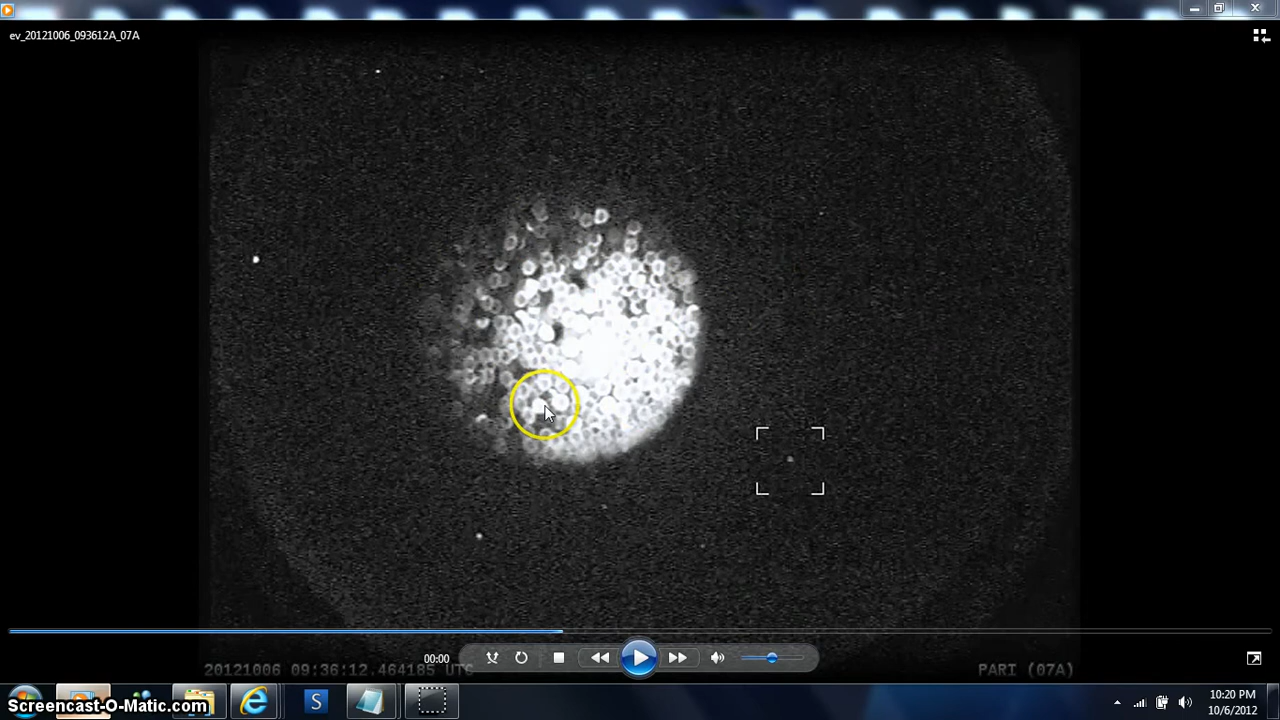 ev_20121006_093612A_07A
00:00
20121006 09:36:12.464185 UTC
PARI (07A)
S
Screencast-O-Matic.com
10:20 PM
10/6/2012